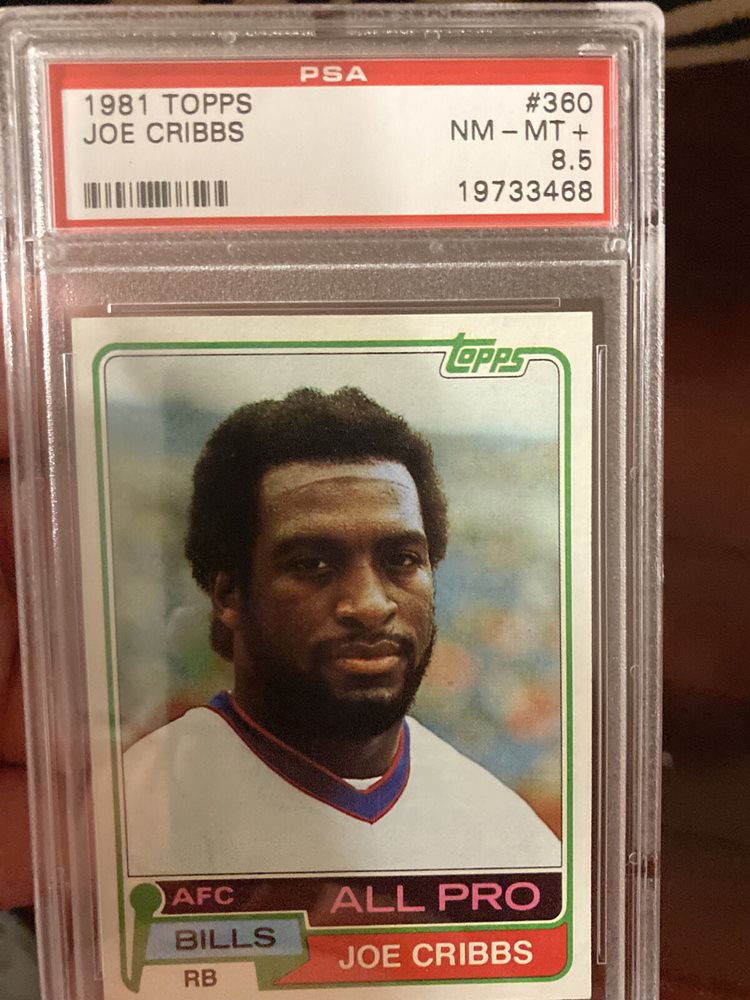 PSA
1981 TOPPS #360
JOE CRIBBS NM - MT +
8.5
19733468
topps
AFC ALL PRO
BILLS JOE CRIBBS
RB